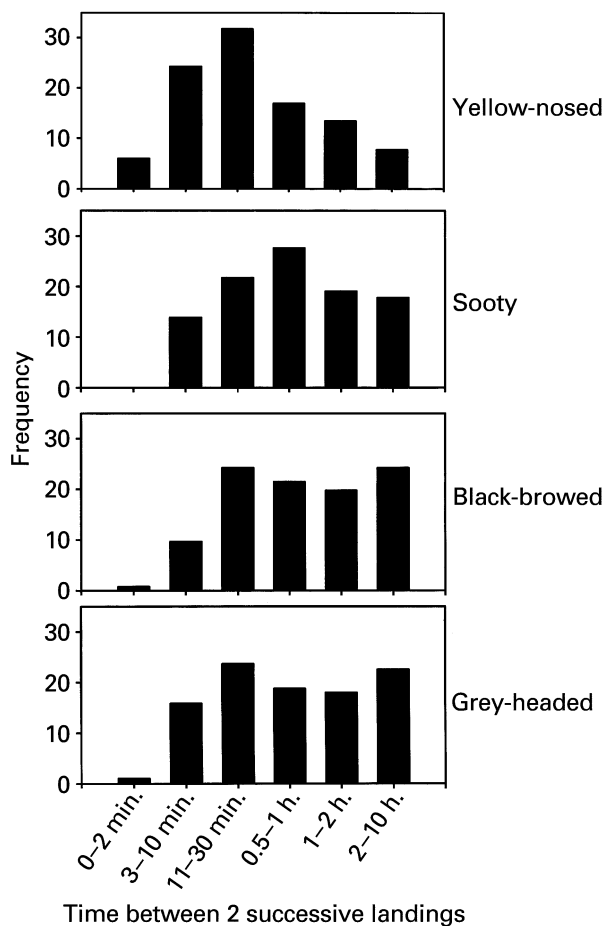 30
20
10
0
Yellow-nosed
30
20
10
0
Sooty
Frequency
30
20
10
0
Black-browed
30
20
10
0
Grey-headed
0–2 min.
3–10 min.
11–30 min.
0.5–1 h.
1–2 h.
2–10 h.
Time between 2 successive landings